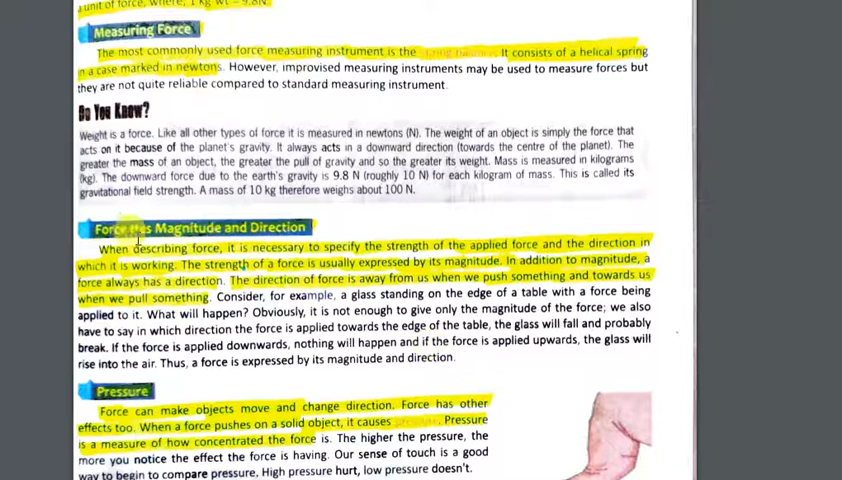 a unit of force, where, 1 kg wt = 9.8N.
Measuring Force
The most commonly used force measuring instrument is the spring balance. It consists of a helical spring
in a case marked in newtons. However, improvised measuring instruments may be used to measure forces but
they are not quite reliable compared to standard measuring instrument.
Do You Know?
Weight is a force. Like all other types of force it is measured in newtons (N). The weight of an object is simply the force that
acts on it because of the planet's gravity. It always acts in a downward direction (towards the centre of the planet). The
greater the mass of an object, the greater the pull of gravity and so the greater its weight. Mass is measured in kilograms
(kg). The downward force due to the earth's gravity is 9.8 N (roughly 10 N) for each kilogram of mass. This is called its
gravitational field strength. A mass of 10 kg therefore weighs about 100 N.
Force has Magnitude and Direction
When describing force, it is necessary to specify the strength of the applied force and the direction in
which it is working. The strength of a force is usually expressed by its magnitude. In addition to magnitude, a
force always has a direction. The direction of force is away from us when we push something and towards us
when we pull something. Consider, for example, a glass standing on the edge of a table with a force being
applied to it. What will happen? Obviously, it is not enough to give only the magnitude of the force; we also
have to say in which direction the force is applied towards the edge of the table, the glass will fall and probably
break. If the force is applied downwards, nothing will happen and if the force is applied upwards, the glass will
rise into the air. Thus, a force is expressed by its magnitude and direction.
Pressure
Force can make objects move and change direction. Force has other
effects too. When a force pushes on a solid object, it causes pressure. Pressure
is a measure of how concentrated the force is. The higher the pressure, the
more you notice the effect the force is having. Our sense of touch is a good
way to begin to compare pressure. High pressure hurt, low pressure doesn't.